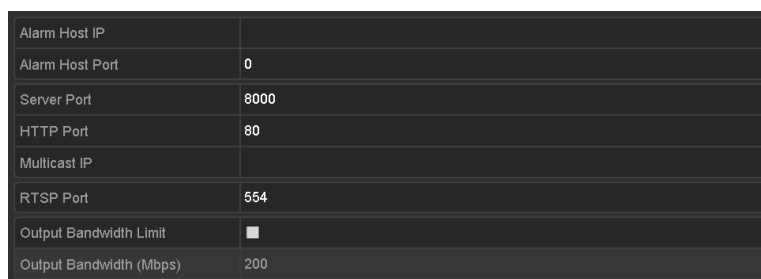 Alarm Host IP
Alarm Host Port 0
Server Port 8000
HTTP Port 80
Multicast IP
RTSP Port 554
Output Bandwidth Limit
Output Bandwidth (Mbps) 200